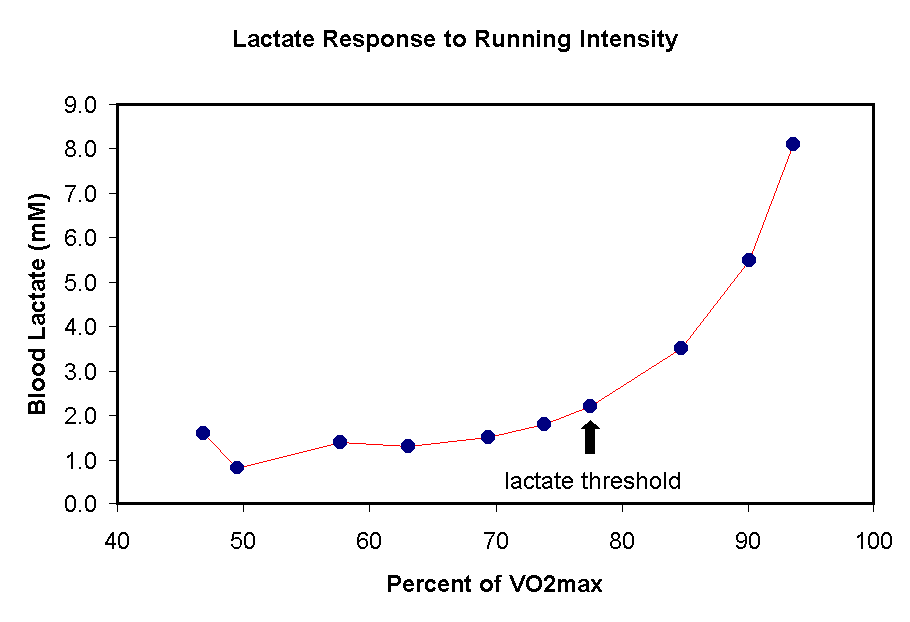 Lactate Response to Running Intensity
Blood Lactate (mM)
9.0
8.0
7.0
6.0
5.0
4.0
3.0
2.0
1.0
0.0
lactate threshold
40 50 60 70 80 90 100
Percent of VO2max